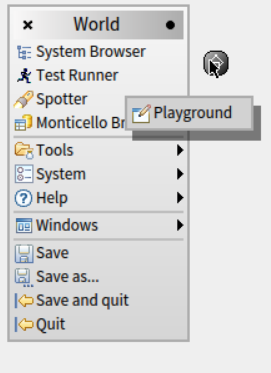 World
System Browser
Test Runner
Spotter
Playground
Monticello Br
Tools
System
Help
Windows
Save
Save as...
Save and quit
Quit